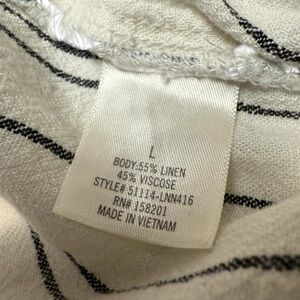 L
BODY:55% LINEN
45% VISCOSE
STYLE# 51114-LNN416
RN# 158201
MADE IN VIETNAM